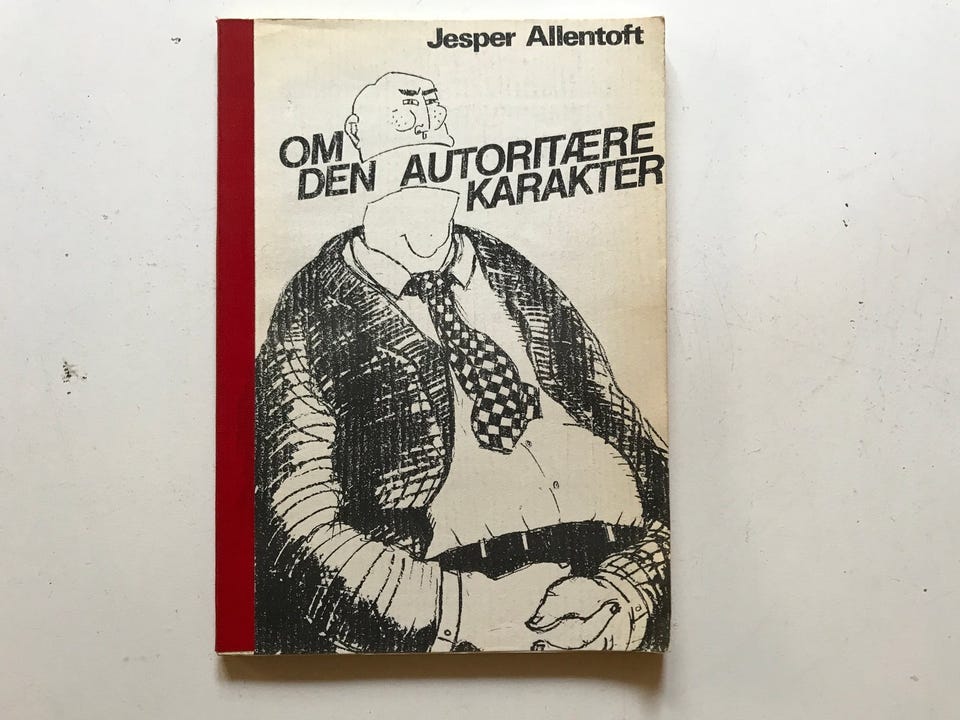 Jesper Allentoft
OM AUTORITÆRE
DEN KARAKTER